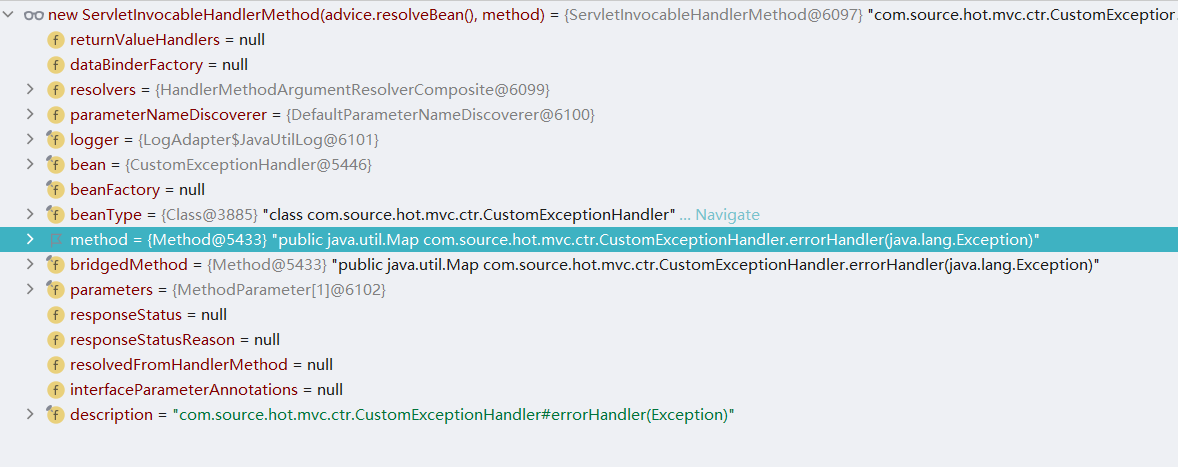 new ServletInvocableHandlerMethod(advice.resolveBean(), method) = {ServletInvocableHandlerMethod@6097} "com.source.hot.mvc.ctr.CustomException
f returnValueHandlers = null
f dataBinderFactory = null
f resolvers = {HandlerMethodArgumentResolverComposite@6099}
f parameterNameDiscoverer = {DefaultParameterNameDiscoverer@6100}
f logger = {LogAdapter$JavaUtilLog@6101}
f bean = {CustomExceptionHandler@5446}
f beanFactory = null
f beanType = {Class@3885} "class com.source.hot.mvc.ctr.CustomExceptionHandler" ... Navigate
method = {Method@5433} "public java.util.Map com.source.hot.mvc.ctr.CustomExceptionHandler.errorHandler(java.lang.Exception)"
f bridgedMethod = {Method@5433} "public java.util.Map com.source.hot.mvc.ctr.CustomExceptionHandler.errorHandler(java.lang.Exception)"
f parameters = {MethodParameter[1]@6102}
f responseStatus = null
f responseStatusReason = null
f resolvedFromHandlerMethod = null
f interfaceParameterAnnotations = null
f description = "com.source.hot.mvc.ctr.CustomExceptionHandler#errorHandler(Exception)"